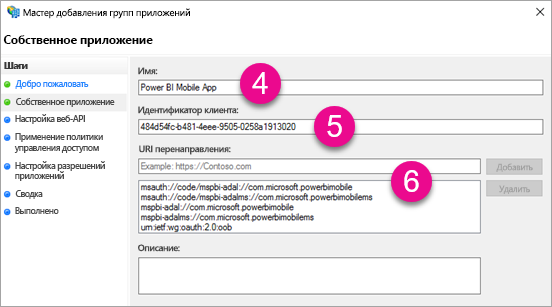 Мастер добавления групп приложений
Собственное приложение
Шаги
Добро пожаловать
Собственное приложение
Настройка веб-API
Применение политики
управления доступом
Настройка разрешений
приложений
Сводка
Выполнено
Имя:
4
Power BI Mobile App
Идентификатор клиента:
5
484d54fc-b481-4eee-9505-0258a1913020
URI перенаправления:
6
Example: https://Contoso.com
Добавить
msauth://code/mspbi-adal://com.microsoft.powerbimobile
msauth://code/mspbi-adalms://com.microsoft.powerbimobilems
mspbi-adal://com.microsoft.powerbimobile
mspbi-adalms://com.microsoft.powerbimobilems
urn:ietf:wg:oauth:2.0:oob
Удалить
Описание: